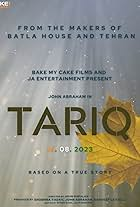 FROM THE MAKERS OF
BATLA HOUSE AND TEHRAN
BAKE MY CAKE FILMS AND
JA ENTERTAINMENT PRESENT
JOHN ABRAHAM IN
TARIQ
08. 2023
BASED ON A TRUE STORY